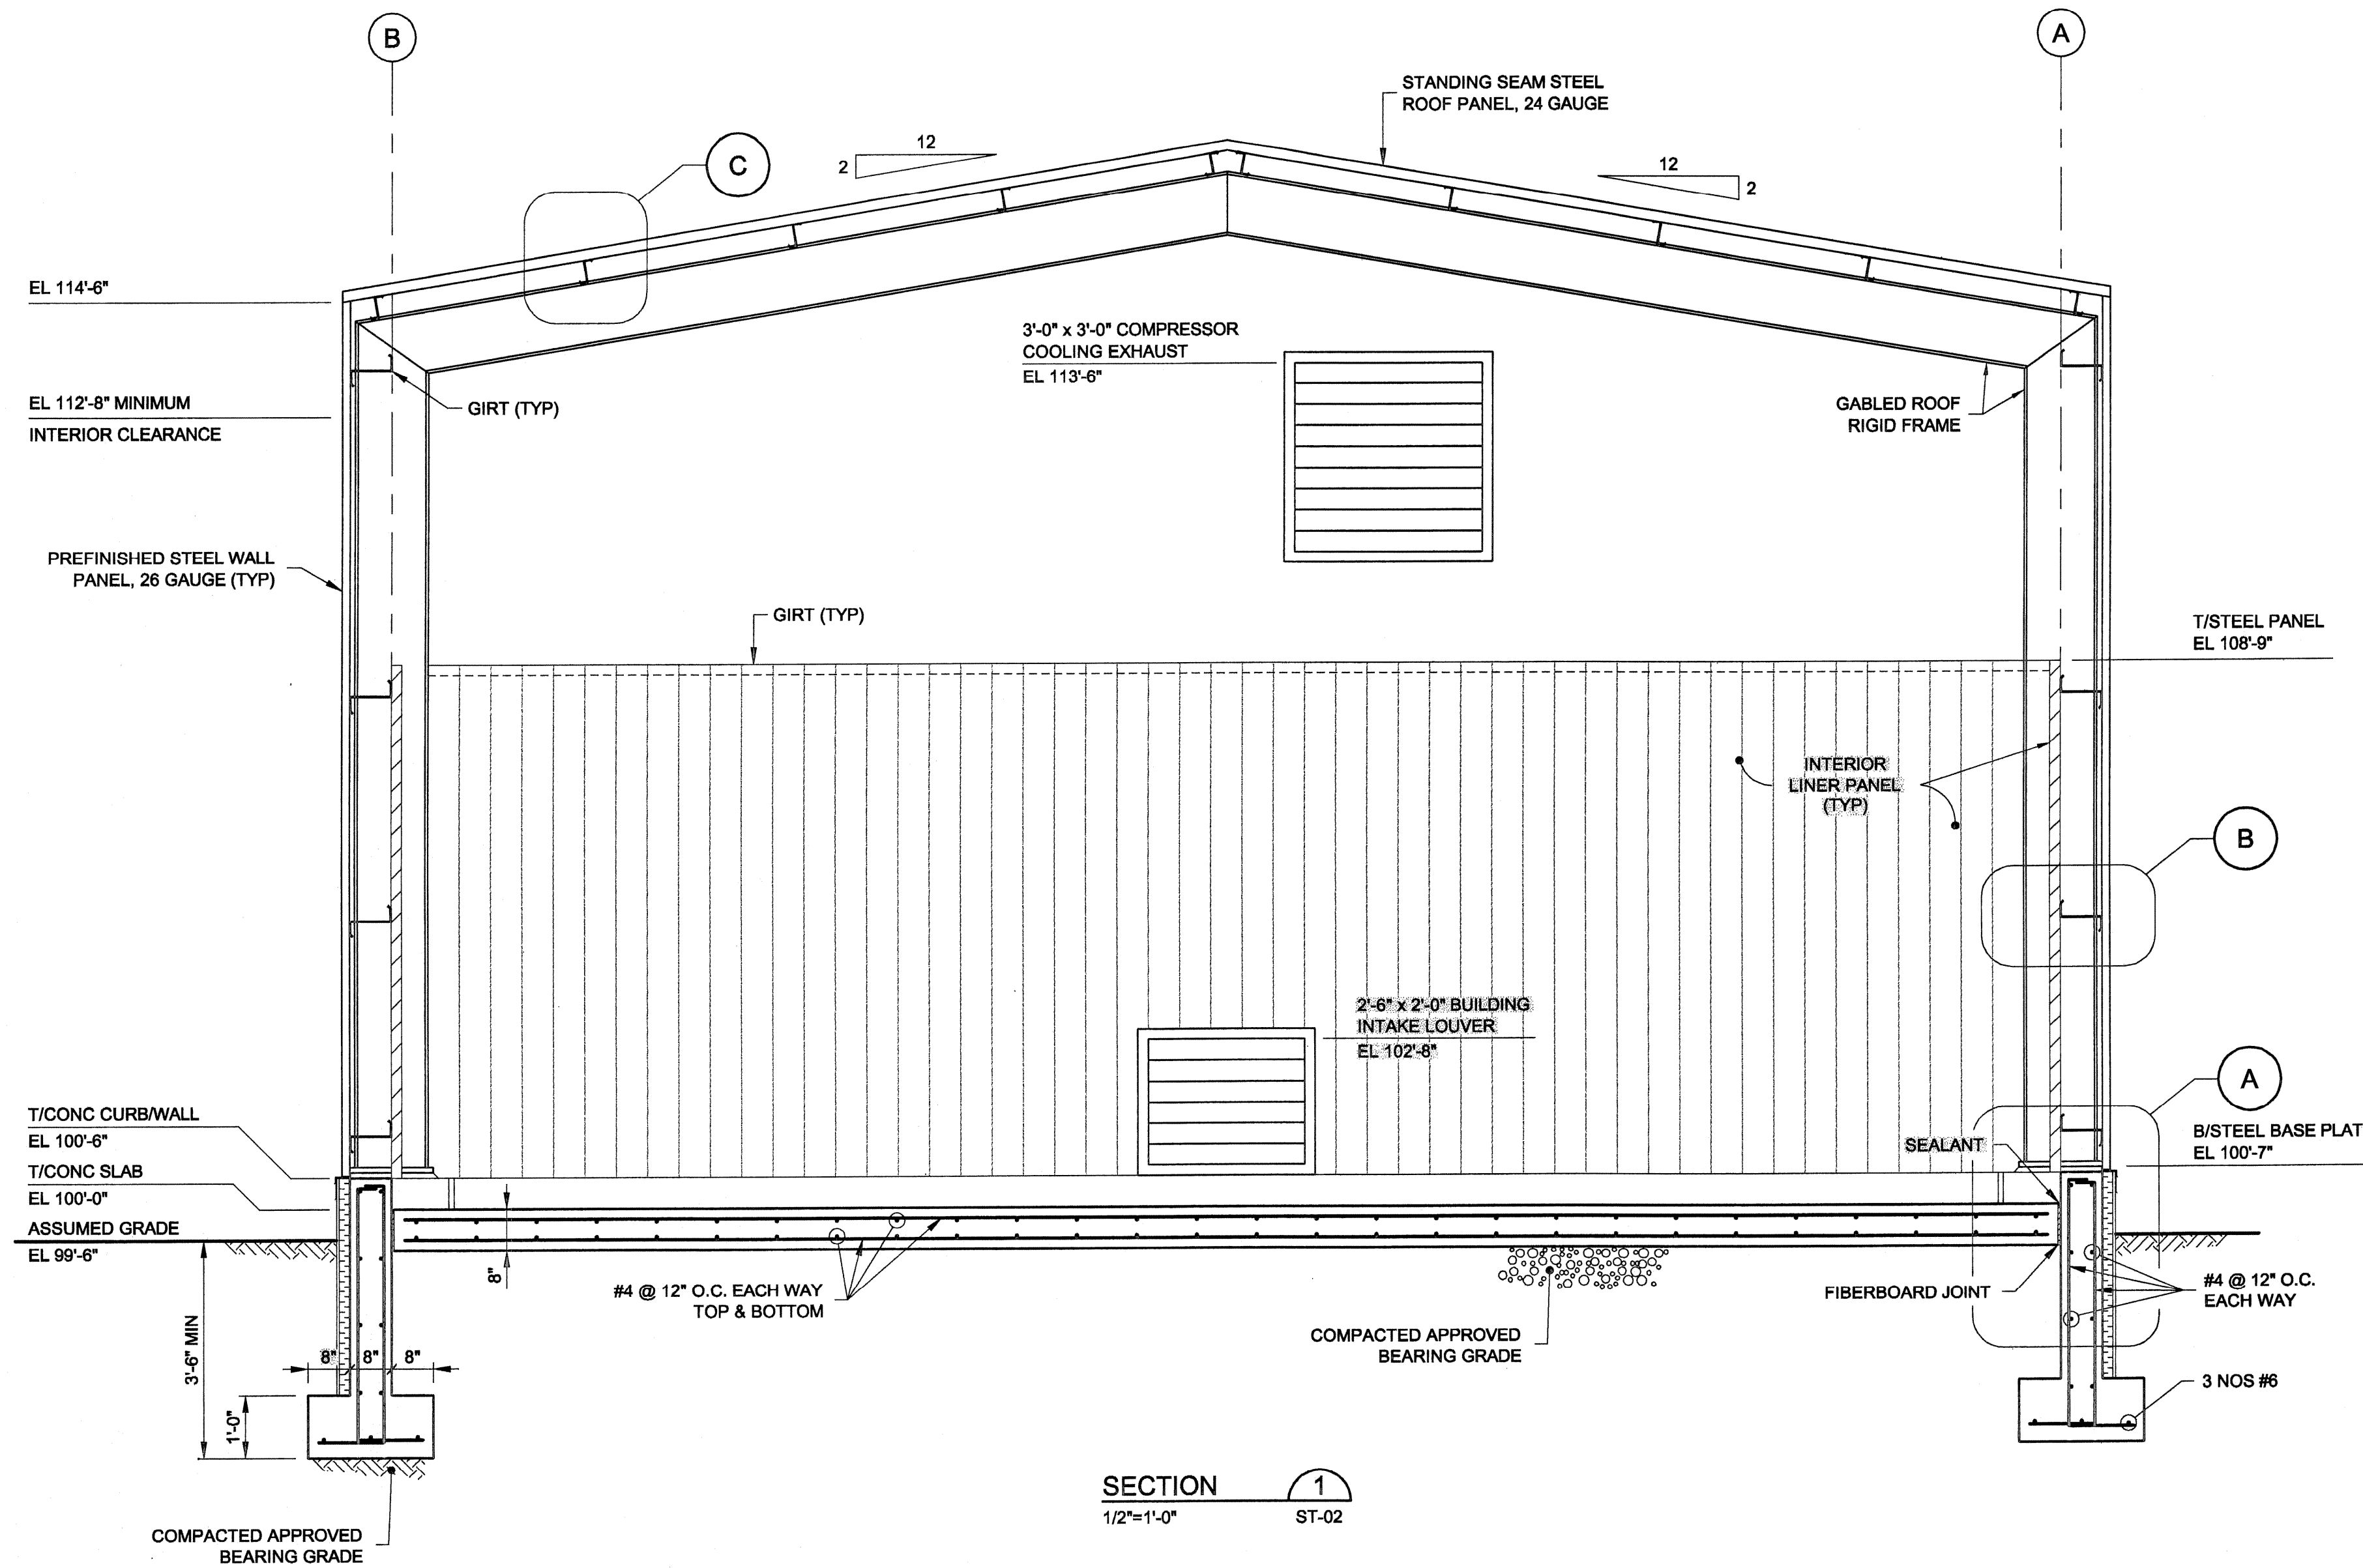 B
A
STANDING SEAM STEEL
ROOF PANEL, 24 GAUGE
12
2
C
12
2
EL 114'-6"
3'-0" x 3'-0" COMPRESSOR
COOLING EXHAUST
EL 113'-6"
EL 112'-8" MINIMUM
INTERIOR CLEARANCE
GIRT (TYP)
GABLED ROOF
RIGID FRAME
PREFINISHED STEEL WALL
PANEL, 26 GAUGE (TYP)
GIRT (TYP)
T/STEEL PANEL
EL 108'-9"
INTERIOR
LINER PANEL
(TYP)
B
2'-6" x 2'-0" BUILDING
INTAKE LOUVER
EL 102'-8"
A
T/CONC CURB/WALL
EL 100'-6"
T/CONC SLAB
EL 100'-0"
ASSUMED GRADE
EL 99'-6"
SEALANT
B/STEEL BASE PLAT
EL 100'-7"
8"
#4 @ 12" O.C. EACH WAY
TOP & BOTTOM
FIBERBOARD JOINT
#4 @ 12" O.C.
EACH WAY
COMPACTED APPROVED
BEARING GRADE
3'-6" MIN
8"
8"
8"
1'-0"
3 NOS #6
COMPACTED APPROVED
BEARING GRADE
SECTION
1
1/2"=1'-0"
ST-02